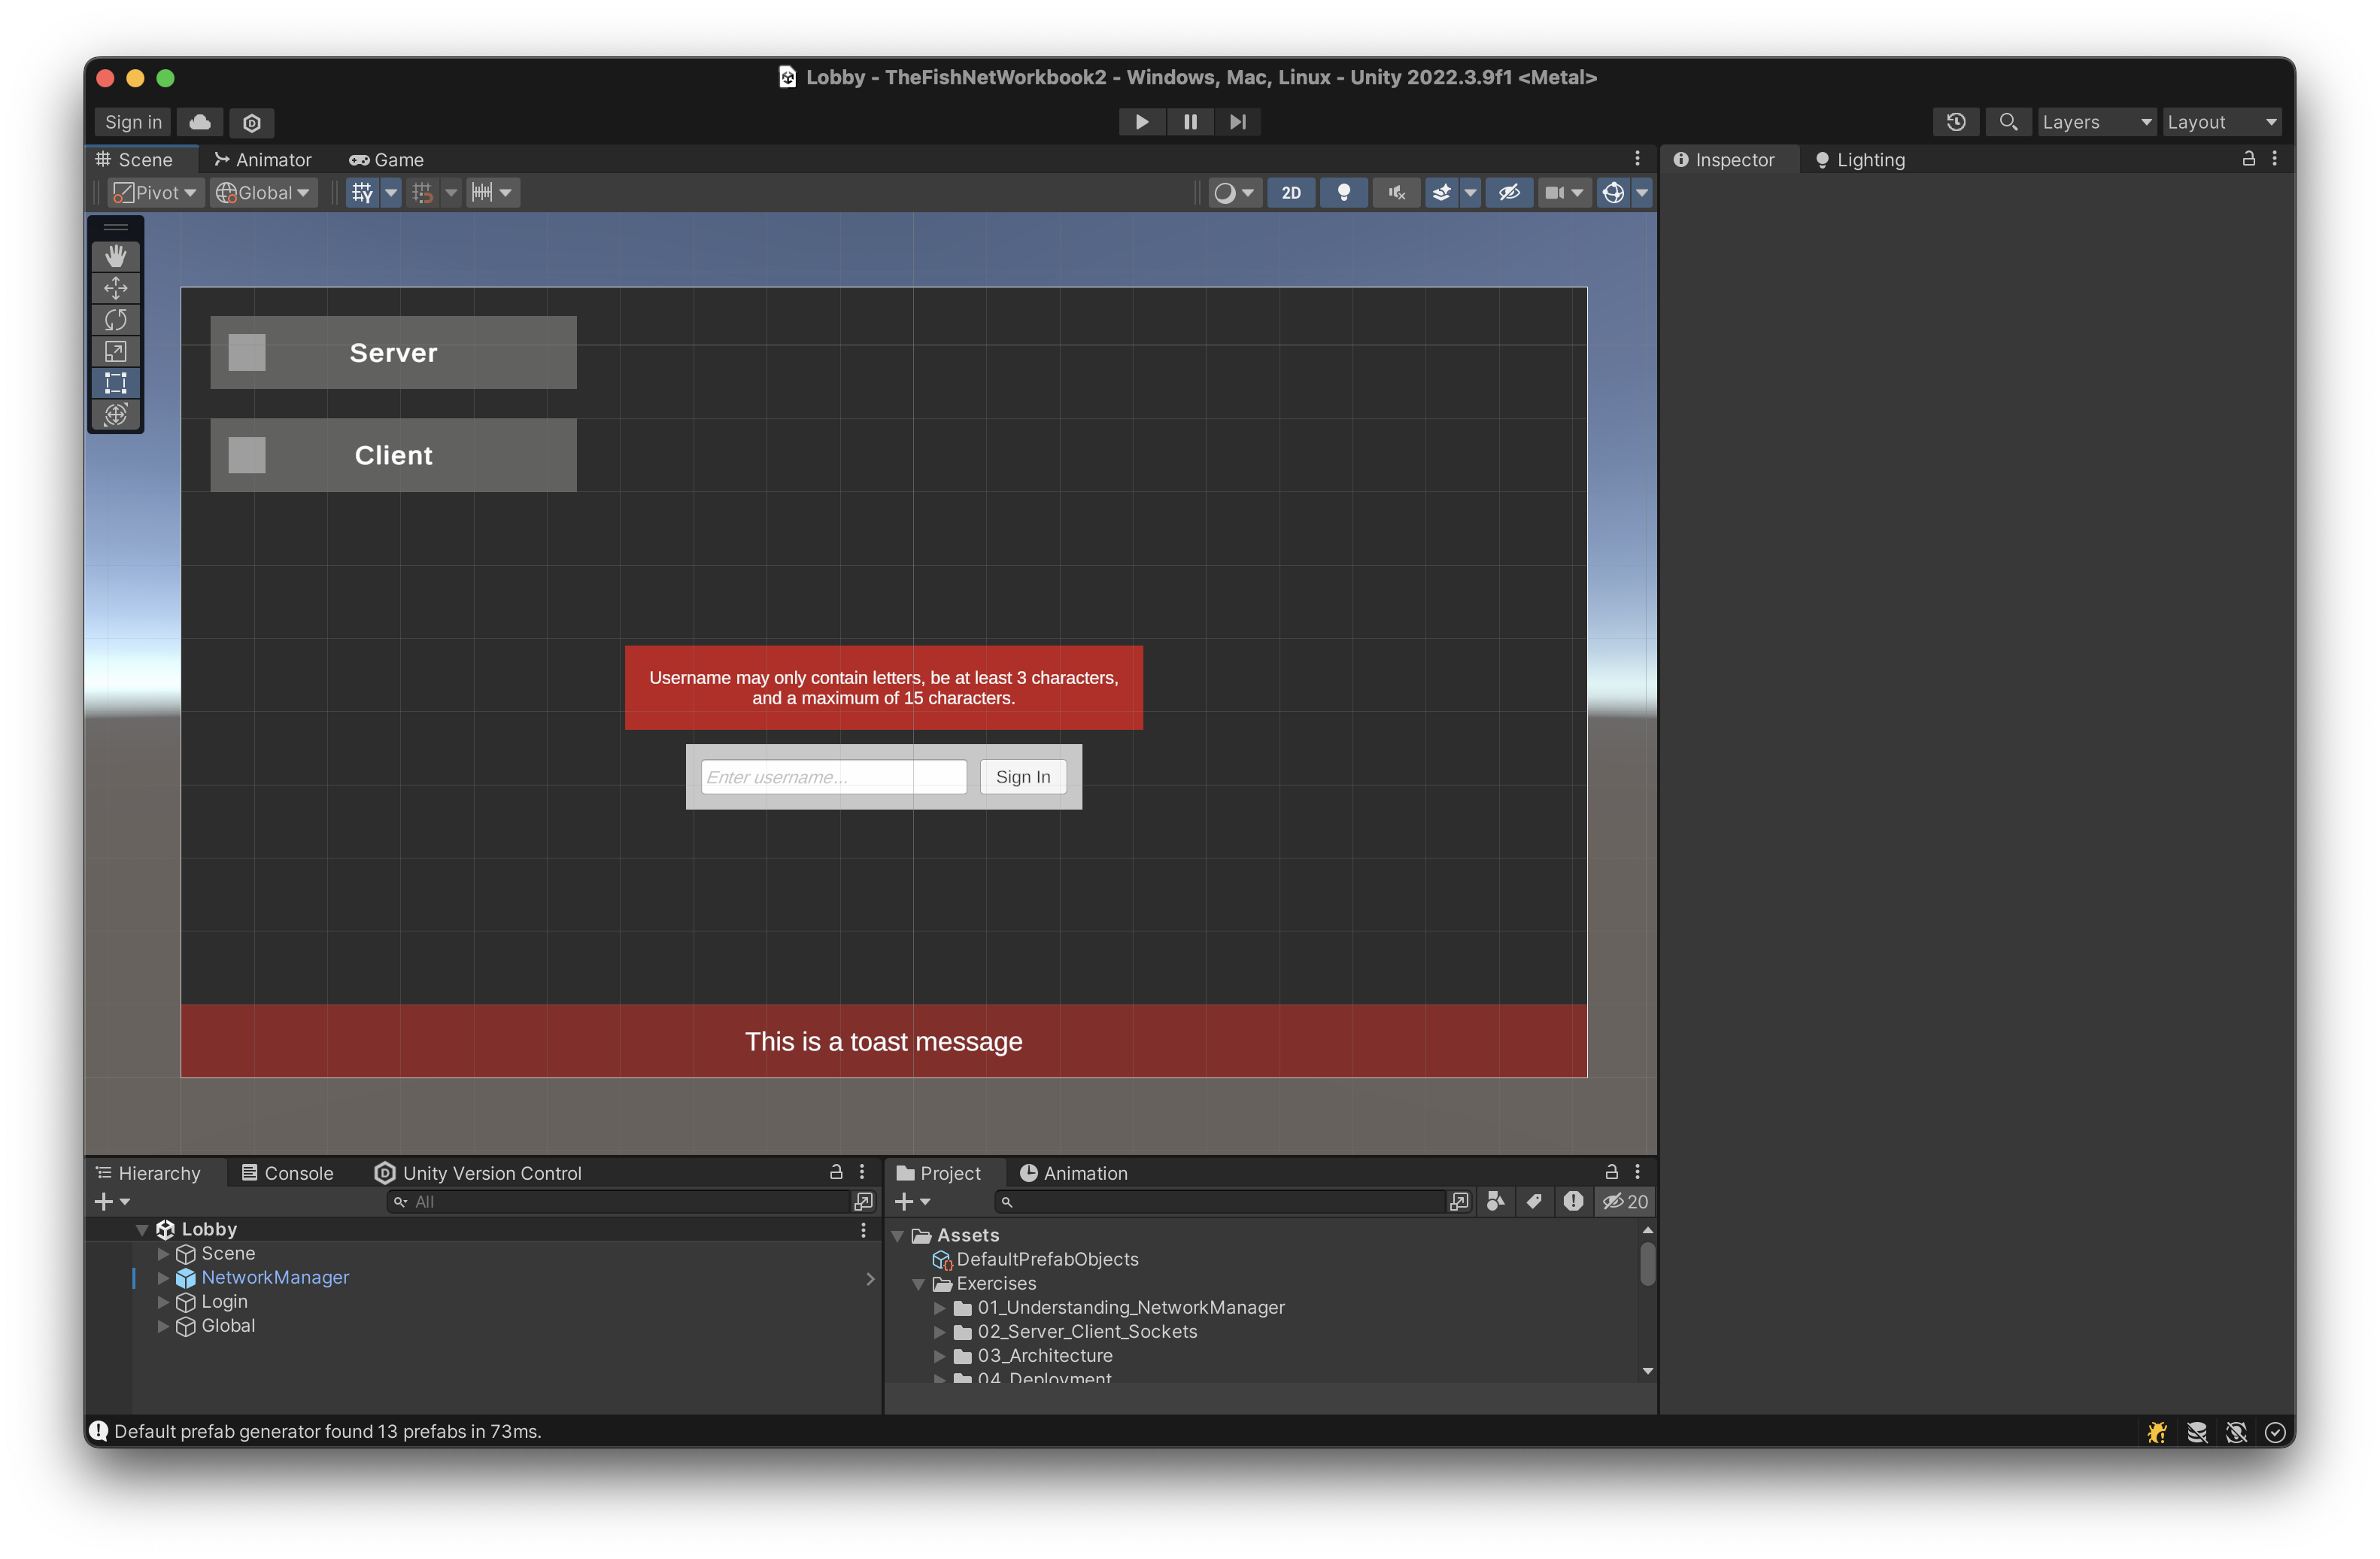 Lobby - TheFishNetWorkbook2 - Windows, Mac, Linux - Unity 2022.3.9f1 <Metal>
Sign in
Layers
Layout
Scene
Animator
Game
Inspector
Lighting
Pivot
Global
2D
Server
Client
Username may only contain letters, be at least 3 characters,
and a maximum of 15 characters.
Enter username...
Sign In
This is a toast message
Hierarchy
Console
Unity Version Control
Project
Animation
All
20
Lobby
Scene
NetworkManager
Login
Global
Assets
DefaultPrefabObjects
Exercises
01_Understanding_NetworkManager
02_Server_Client_Sockets
03_Architecture
04_Deployment
Default prefab generator found 13 prefabs in 73ms.